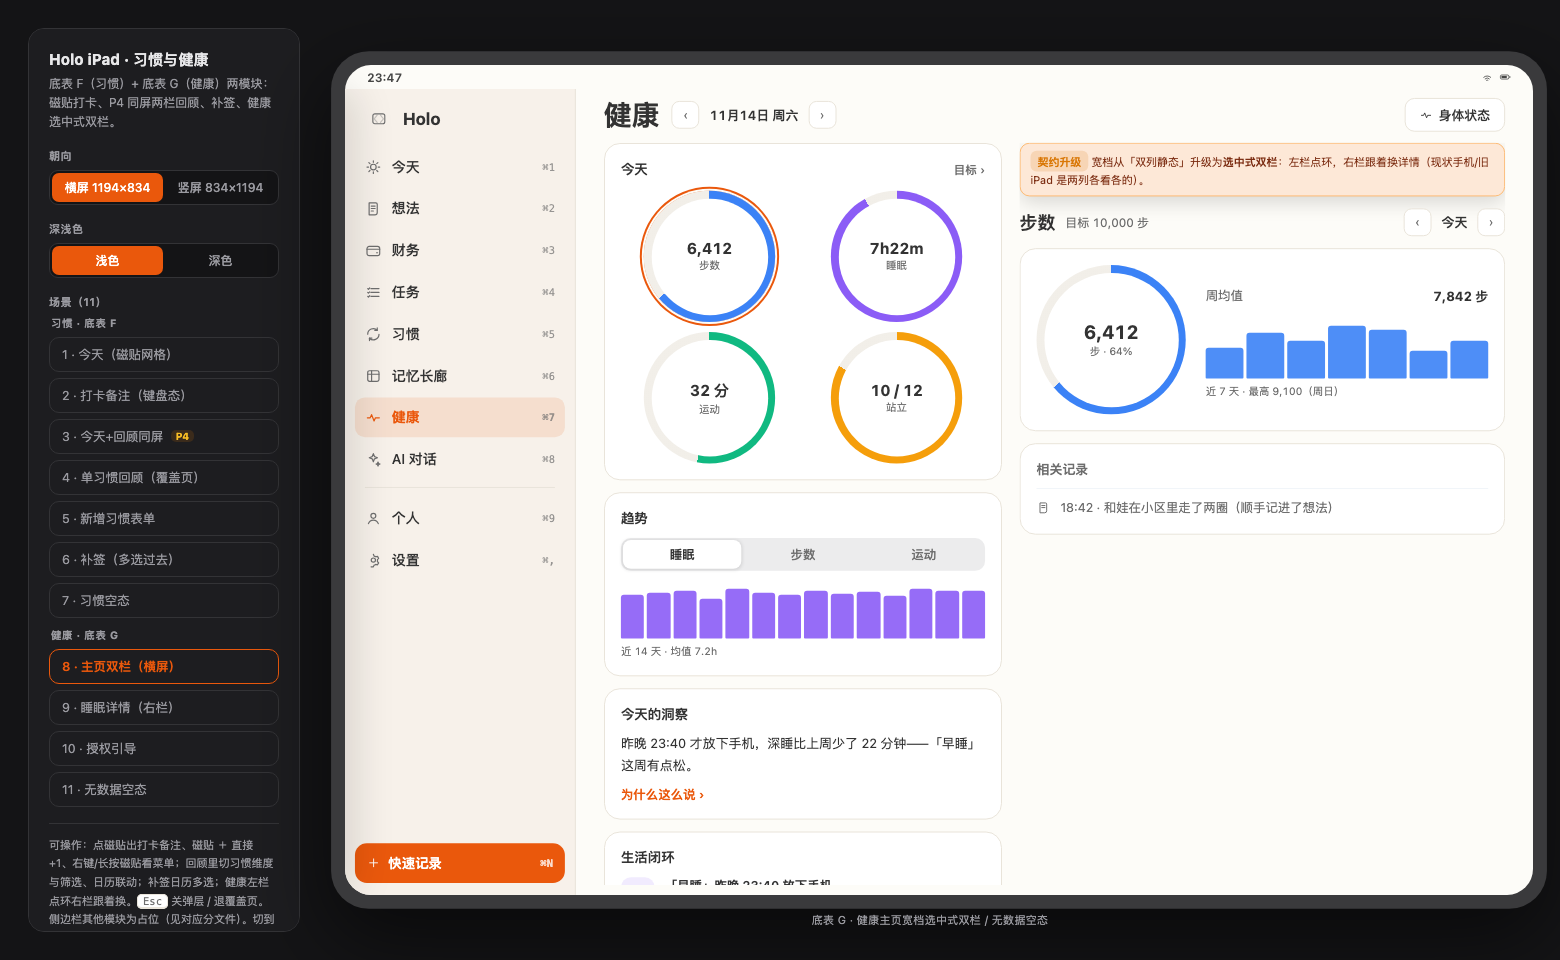 Holo iPad · 习惯与健康
底表 F（习惯）+ 底表 G（健康）两模块：
磁贴打卡、P4 同屏两栏回顾、补签、健康
选中式双栏。
朝向
横屏 1194×834
竖屏 834×1194
深浅色
浅色
深色
场景（11）
习惯 · 底表 F
1 · 今天（磁贴网格）
2 · 打卡备注（键盘态）
3 · 今天+回顾同屏 P4
4 · 单习惯回顾（覆盖页）
5 · 新增习惯表单
6 · 补签（多选过去）
7 · 习惯空态
健康 · 底表 G
8 · 主页双栏（横屏）
9 · 睡眠详情（右栏）
10 · 授权引导
11 · 无数据空态
可操作：点磁贴出打卡备注、磁贴 ＋ 直接
+1、右键/长按磁贴看菜单；回顾里切习惯维度
与筛选、日历联动；补签日历多选；健康左栏
点环右栏跟着换。 Esc 关弹层 / 退覆盖页。
侧边栏其他模块为占位（见对应分文件）。切到
23:47
Holo
今天 ⌘1
想法 ⌘2
财务 ⌘3
任务 ⌘4
习惯 ⌘5
记忆长廊 ⌘6
健康 ⌘7
AI 对话 ⌘8
个人 ⌘9
设置 ⌘,
+ 快速记录 ⌘N
健康 ‹ 11月14日 周六 ›
身体状态
今天 目标 ›
6,412
步数
7h22m
睡眠
32 分
运动
10 / 12
站立
趋势
睡眠 步数 运动
近 14 天 · 均值 7.2h
今天的洞察
昨晚 23:40 才放下手机，深睡比上周少了 22 分钟——「早睡」
这周有点松。
为什么这么说 ›
生活闭环
「早睡」昨晚 23:40 放下手机
契约升级 宽档从「双列静态」升级为选中式双栏：左栏点环，右栏跟着换详情（现状手机/旧
iPad 是两列各看各的）。
步数 目标 10,000 步
‹ 今天 ›
6,412
步 · 64%
周均值 7,842 步
近 7 天 · 最高 9,100（周日）
相关记录
18:42 · 和娃在小区里走了两圈（顺手记进了想法）
底表 G · 健康主页宽档选中式双栏 / 无数据空态